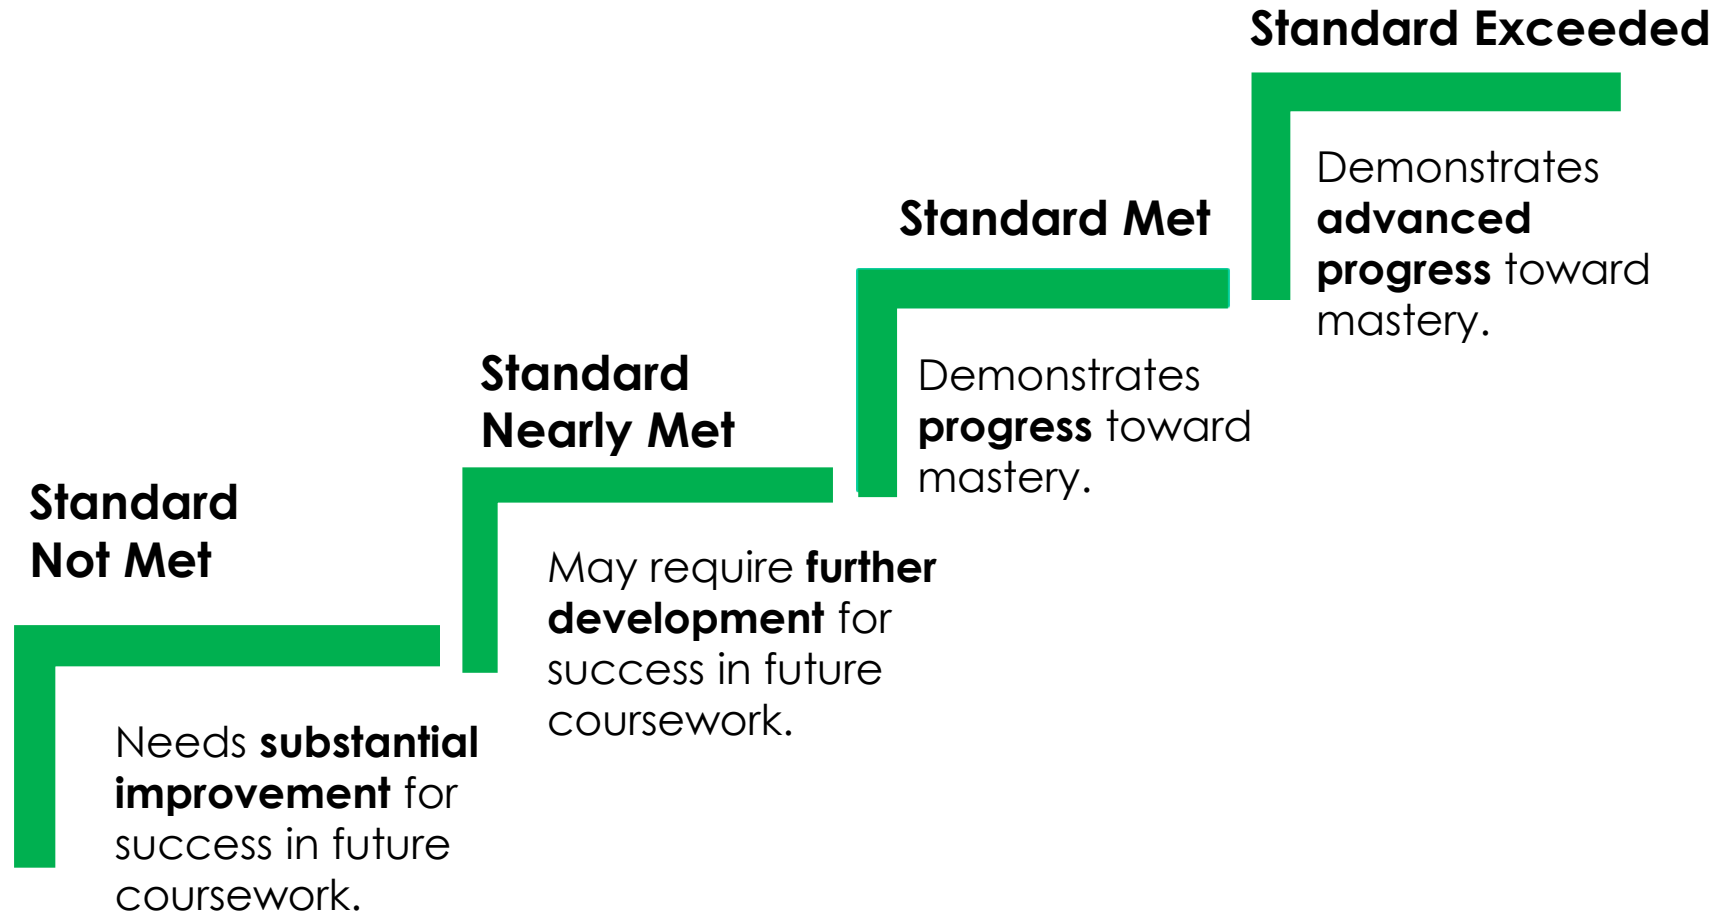 Standard Exceeded
Demonstrates
advanced
progress toward
mastery.
Standard Met
Demonstrates
progress toward
mastery.
Standard
Nearly Met
May require further
development for
success in future
coursework.
Standard
Not Met
Needs substantial
improvement for
success in future
coursework.